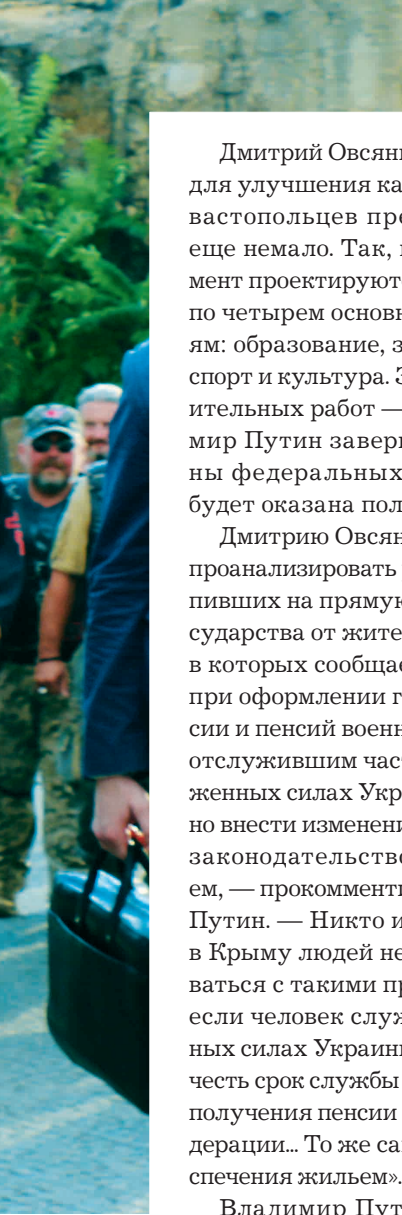 Дмитрий Овсян
для улучшения ка
вастопольцев пре
еще немало. Так,
мент проектируют
по четырем основн
ям: образование, з
спорт и культура.
ительных работ —
мир Путин завер
ны федеральных
будет оказана пол
Дмитрию Овсян
проанализировать
пивших на прямую
сударства от жите
в которых сообщае
при оформлении г
сии и пенсий воен
отслужившим час
женных силах Укр
но внести изменени
законодательств
ем, — прокоммент
Путин. — Никто и
в Крыму людей не
ваться с такими п
если человек служ
ных силах Украин
честь срок службы
получения пенсии
дерации... То же са
спечения жильем».
Владимир Пут